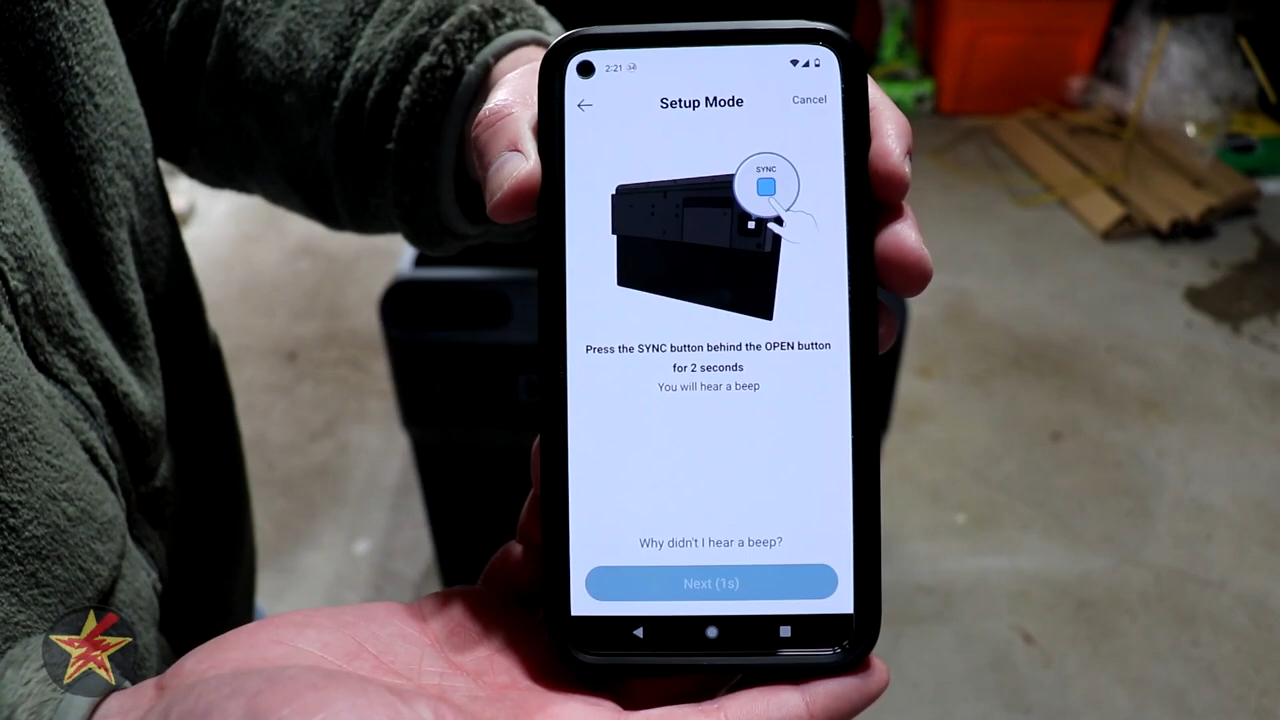 2:21
Setup Mode
Cancel
SYNC
Press the SYNC button behind the OPEN button
for 2 seconds
You will hear a beep
Why didn't I hear a beep?
Next (1s)